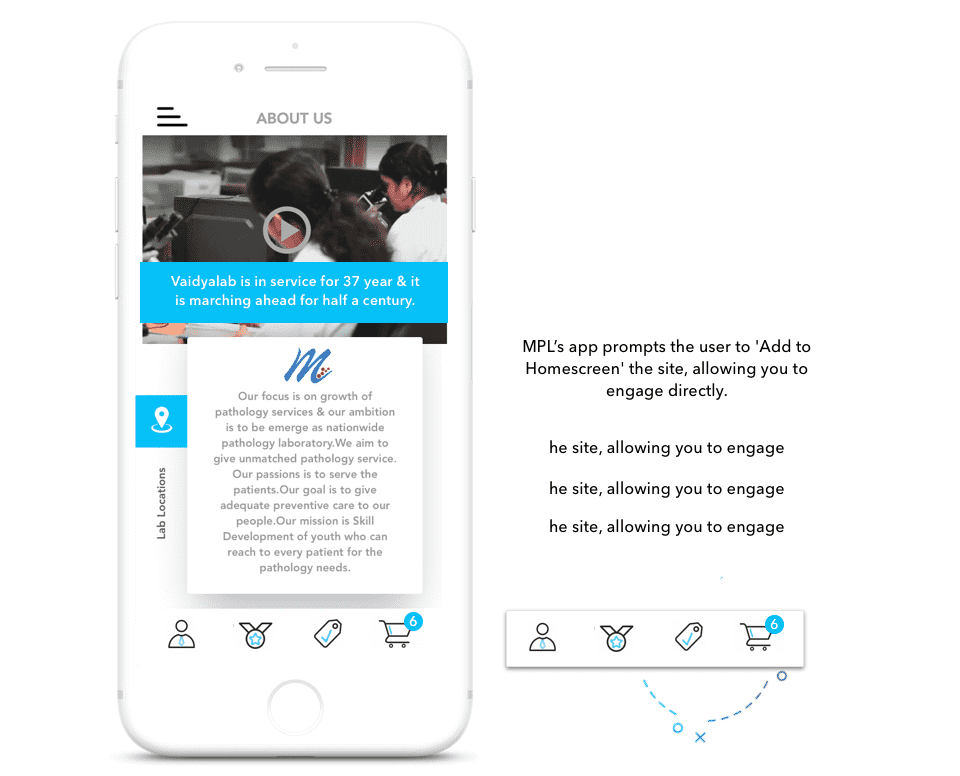 ABOUT US
Vaidyalab is in service for 37 year & it
is marching ahead for half a century.
Our focus is on growth of
pathology services & our ambition
is to be emerge as nationwide
pathology laboratory.We aim to
give unmatched pathology service.
Our passions is to serve the
patients.Our goal is to give
adequate preventive care to our
people.Our mission is Skill
Development of youth who can
reach to every patient for the
pathology needs.
Lab Locations
6
MPL’s app prompts the user to 'Add to
Homescreen' the site, allowing you to
engage directly.
he site, allowing you to engage
he site, allowing you to engage
he site, allowing you to engage
6